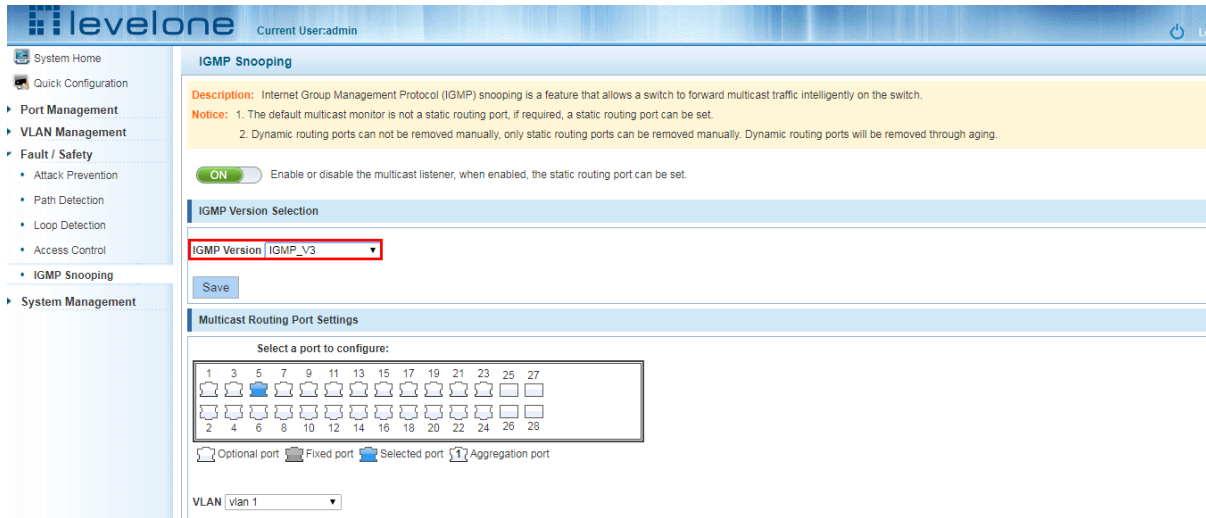 levelone Current User:admin
System Home
Quick Configuration
Port Management
VLAN Management
Fault / Safety
Attack Prevention
Path Detection
Loop Detection
Access Control
IGMP Snooping
System Management
IGMP Snooping
Description: Internet Group Management Protocol (IGMP) snooping is a feature that allows a switch to forward multicast traffic intelligently on the switch.
Notice: 1. The default multicast monitor is not a static routing port, if required, a static routing port can be set.
2. Dynamic routing ports can not be removed manually, only static routing ports can be removed manually. Dynamic routing ports will be removed through aging.
ON Enable or disable the multicast listener, when enabled, the static routing port can be set.
IGMP Version Selection
IGMP Version IGMP_V3
Save
Multicast Routing Port Settings
Select a port to configure:
1 3 5 7 9 11 13 15 17 19 21 23 25 27
2 4 6 8 10 12 14 16 18 20 22 24 26 28
Optional port Fixed port Selected port 1 Aggregation port
VLAN vlan 1